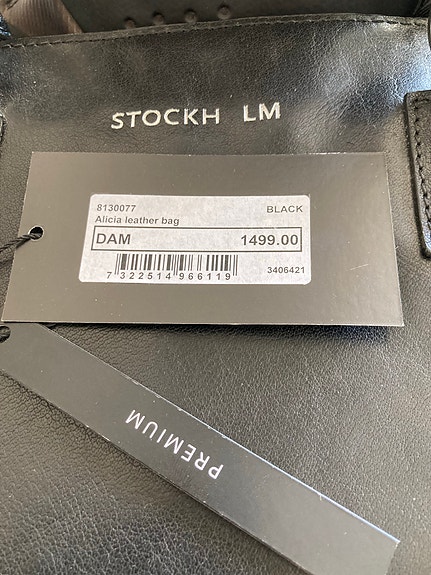 STOCKH LM
8130077 BLACK
Alicia leather bag
DAM 1499.00
7 322514 966119 3406421
PREMIUM